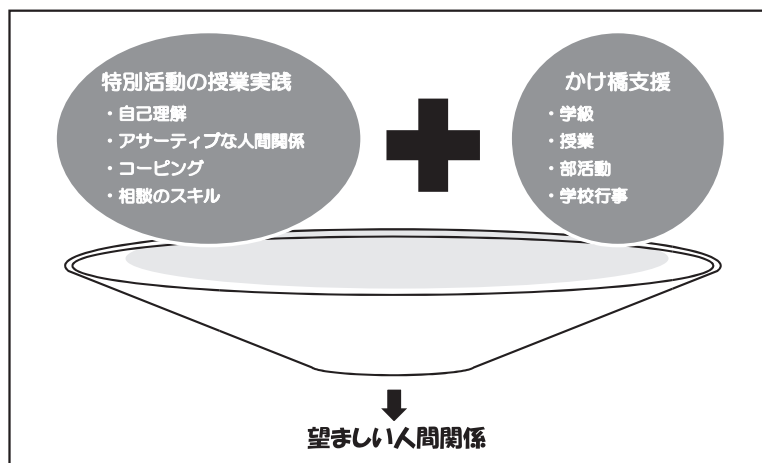 特別活動の授業実践
・自己理解
・アサーティブな人間関係
・コーピング
・相談のスキル
かけ橋支援
・学級
・授業
・部活動
・学校行事
望ましい人間関係